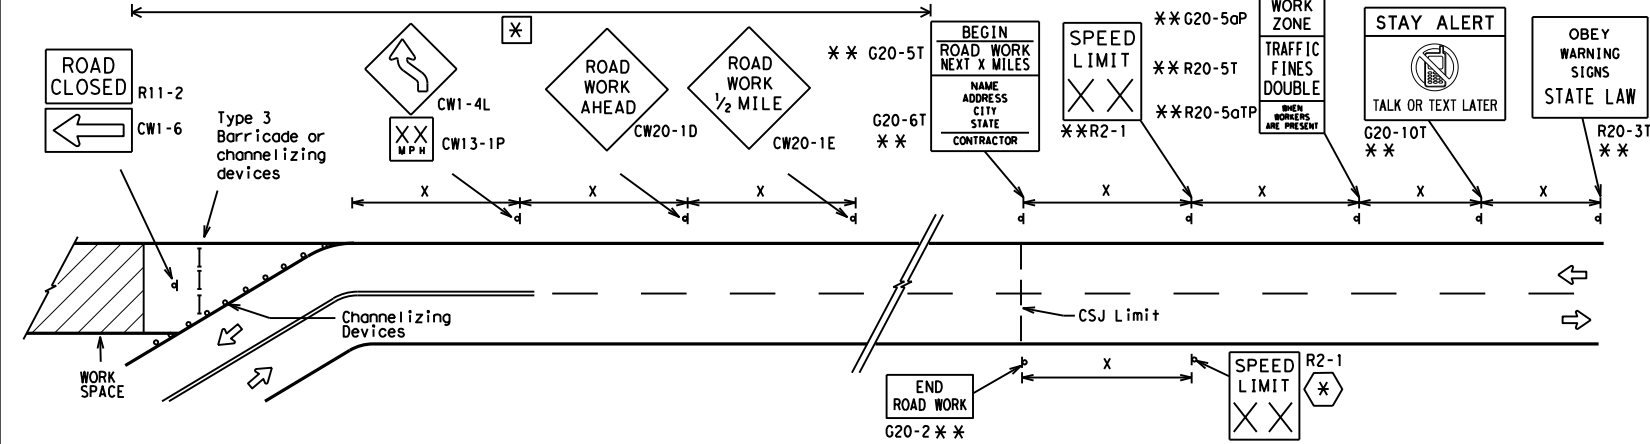 ROAD
CLOSED
R11-2
CW1-6
Type 3
Barricade or
channelizing
devices
*
CW1-4L
XX
MPH
CW13-1P
ROAD
WORK
AHEAD
CW20-1D
ROAD
WORK
1/2 MILE
CW20-1E
** G20-5T
BEGIN
ROAD WORK
NEXT X MILES
NAME
ADDRESS
CITY
STATE
CONTRACTOR
G20-6T
**
SPEED
LIMIT
XX
**R2-1
**G20-5aP
**R20-5T
**R20-5aTP
WORK
ZONE
TRAFFIC
FINES
DOUBLE
WHEN
WORKERS
ARE PRESENT
STAY ALERT
TALK OR TEXT LATER
G20-10T
**
OBEY
WARNING
SIGNS
STATE LAW
R20-3T
**
X
X
X
X
X
X
X
Channelizing
Devices
CSJ Limit
WORK
SPACE
END
ROAD WORK
G20-2 **
X
SPEED
LIMIT
XX
R2-1
*